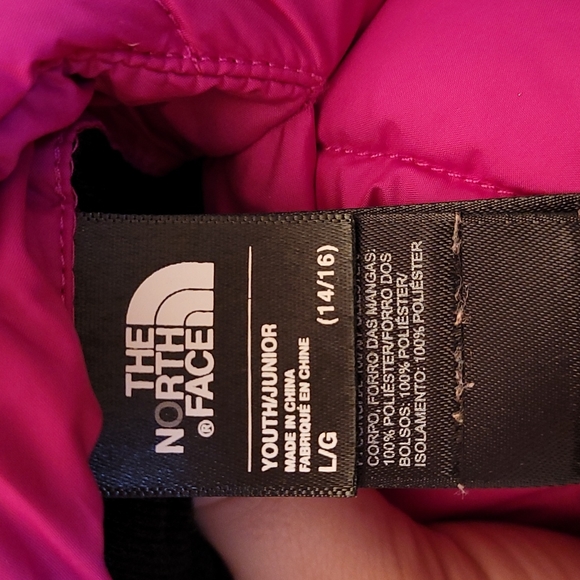 THE
NORTH
FACE®
YOUTH/JUNIOR
MADE IN CHINA
FABRIQUÉ EN CHINE
L/G (14/16)
CORPO, FORRO DAS MANGAS:
100% POLIÉSTER/FORRO DOS
BOLSOS: 100% POLIÉSTER/
ISOLAMENTO: 100% POLIÉSTER